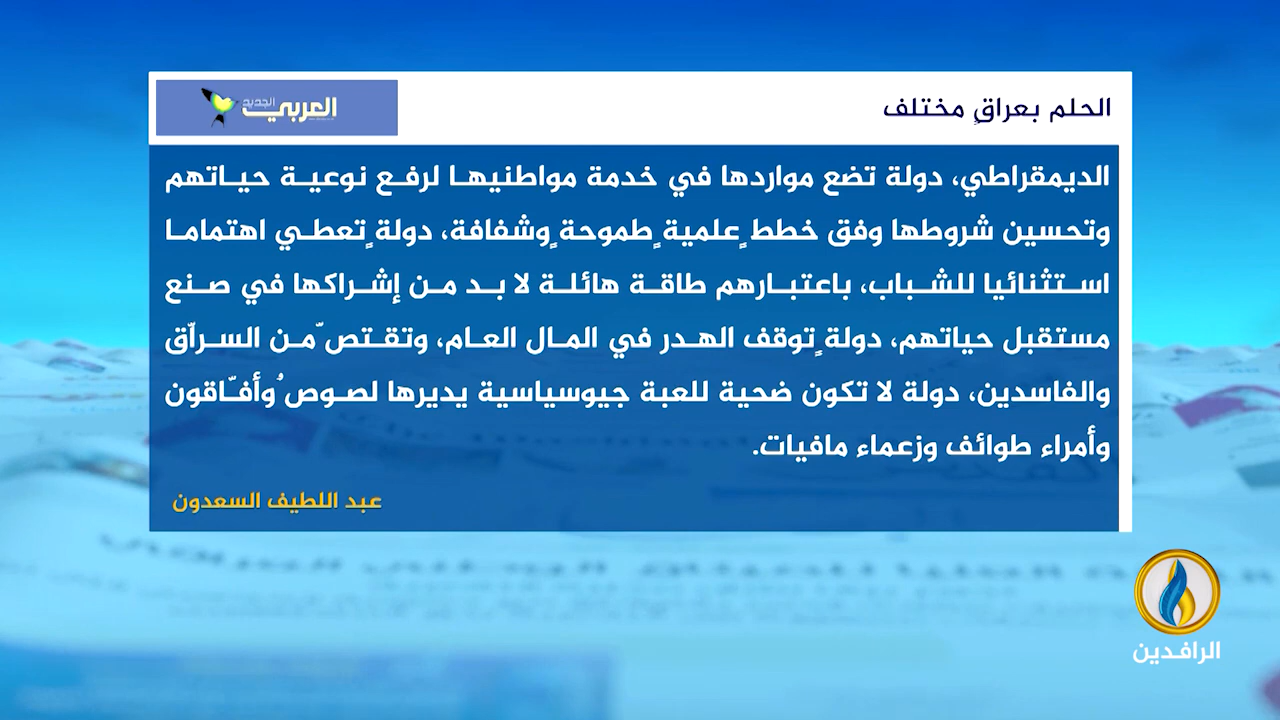 الحلم بعراقٍ مختلف
العربي الجديد
الديمقراطي، دولة تضع مواردها في خدمة مواطنيها لرفع نوعية حياتهم
وتحسين شروطها وفق خططٍ علميةٍ طموحةٍ وشفافة، دولةٍ تعطي اهتماما
استثنائيا للشباب، باعتبارهم طاقة هائلة لا بد من إشراكها في صنع
مستقبل حياتهم، دولةٍ توقف الهدر في المال العام، وتقتصّ من السراّق
والفاسدين، دولة لا تكون ضحية للعبة جيوسياسية يديرها لصوصُ وأفّاقون
وأمراء طوائف وزعماء مافيات.
عبد اللطيف السعدون
الرافدين